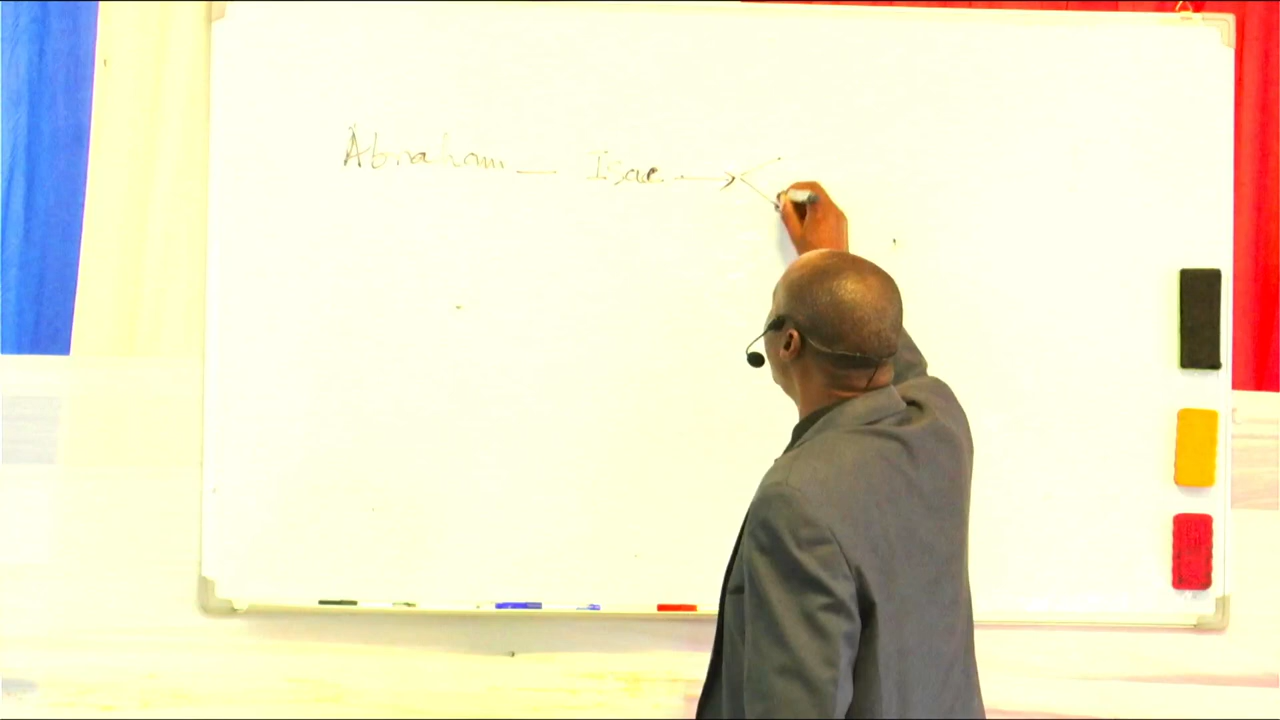 Abraham — Isac →